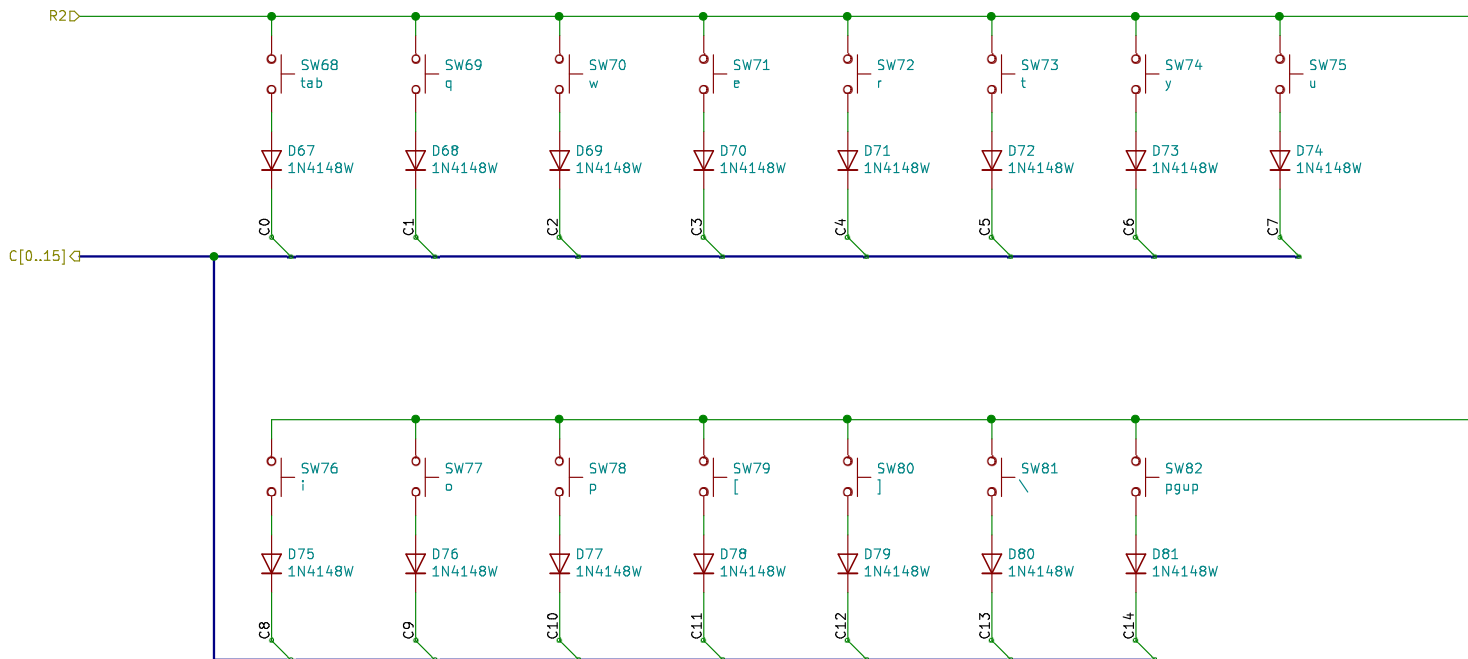 R2
SW68
tab
SW69
q
SW70
w
SW71
e
SW72
r
SW73
t
SW74
y
SW75
u
D67
1N4148W
D68
1N4148W
D69
1N4148W
D70
1N4148W
D71
1N4148W
D72
1N4148W
D73
1N4148W
D74
1N4148W
C0
C1
C2
C3
C4
C5
C6
C7
C[0..15]
SW76
i
SW77
o
SW78
p
SW79
[
SW80
]
SW81
\
SW82
pgup
D75
1N4148W
D76
1N4148W
D77
1N4148W
D78
1N4148W
D79
1N4148W
D80
1N4148W
D81
1N4148W
C8
C9
C10
C11
C12
C13
C14